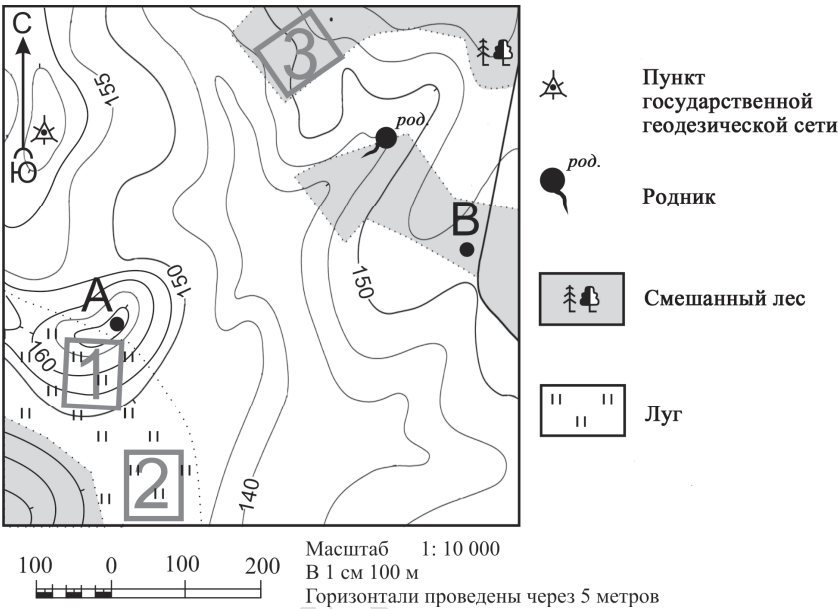 С
Ю
155
3
род.
В
150
150
А
160
1
2
140
Пункт
государственной
геодезической сети
род.
Родник
Смешанный лес
Луг
100 0 100 200
Масштаб 1: 10 000
В 1 см 100 м
Горизонтали проведены через 5 метров